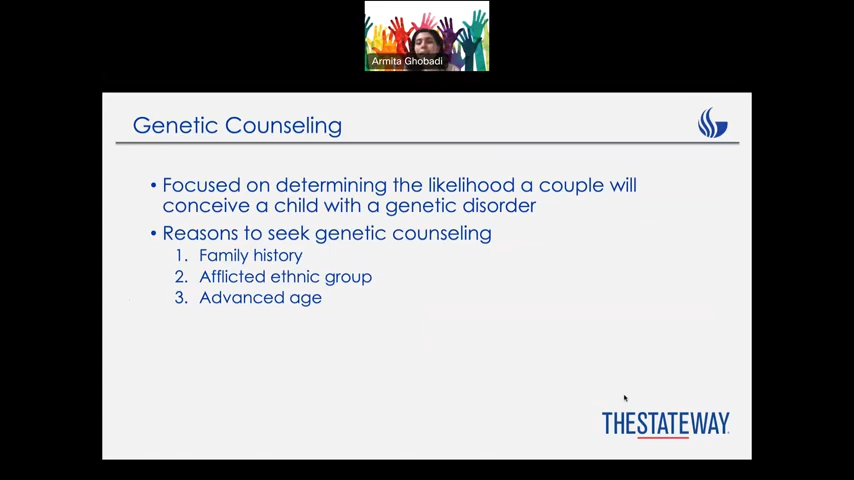 Armita Ghobadi
Genetic Counseling
• Focused on determining the likelihood a couple will
conceive a child with a genetic disorder
• Reasons to seek genetic counseling
1. Family history
2. Afflicted ethnic group
3. Advanced age
THESTATEWAY.